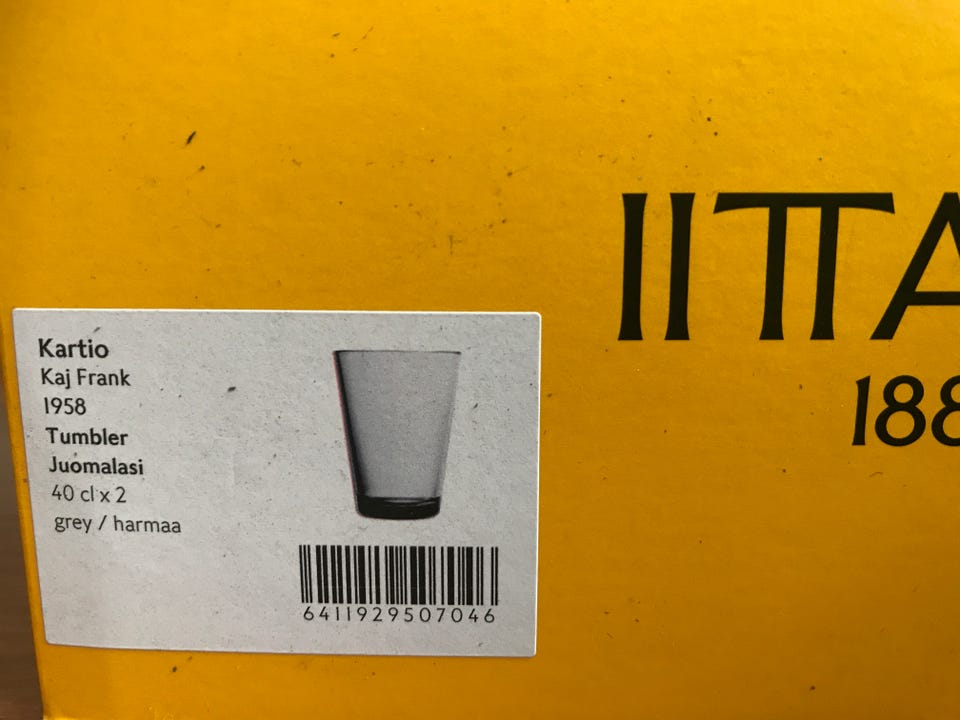 Kartio
Kaj Frank
1958
Tumbler
Juomalasi
40 cl x 2
grey / harmaa
6411929507046
IITTA
188